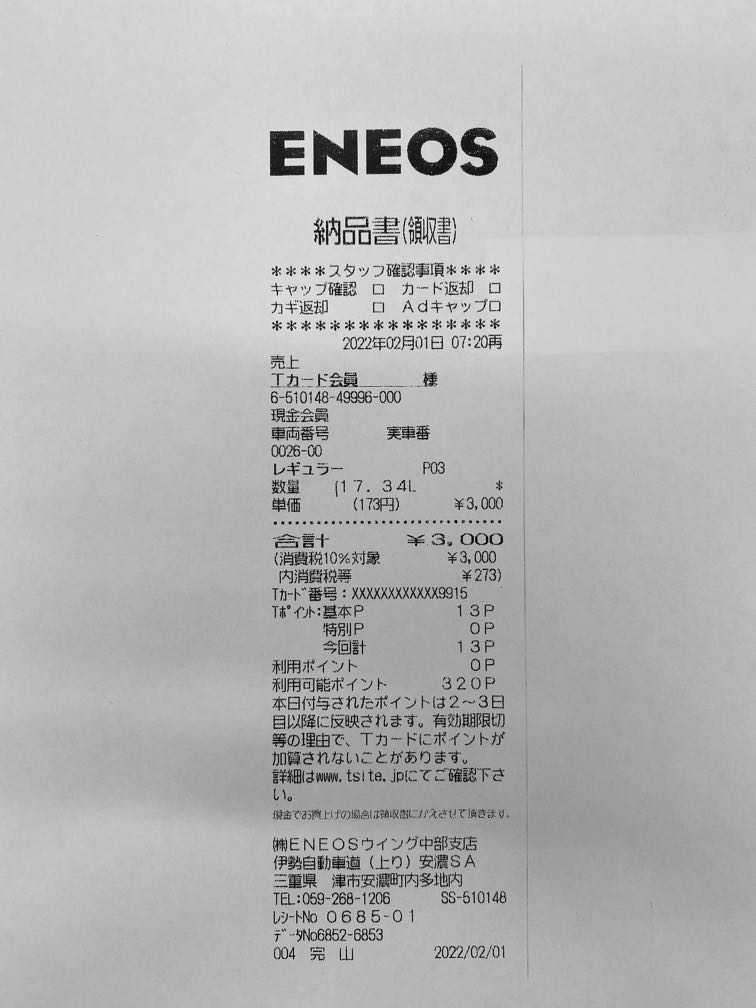 ENEOS
納品書(領収書)
****スタッフ確認事項****
キャップ確認 □ カード返却 □
カギ返却 □ Adキャップ□
****************
2022年02月01日 07:20再
売上
Tカード会員 様
6-510148-49996-000
現金会員
車両番号 実車番
0026-00
レギュラー P03
数量 (17.34L *
単価 (173円) ¥3,000
合計 ¥3,000
(消費税10%対象 ¥3,000
内消費税等 ¥273)
Tカード番号:XXXXXXXXXXXX9915
Tポイント:基本P 13P
特別P 0P
今回計 13P
利用ポイント 0P
利用可能ポイント 320P
本日付与されたポイントは2〜3日
目以降に反映されます。有効期限切
等の理由で、Tカードにポイントが
加算されないことがあります。
詳細はwww.tsite.jpにてご確認下さ
い。
現金でお買上げの場合は領収書にかえさせて頂きます。
㈱ENEOSウイング中部支店
伊勢自動車道(上り)安濃SA
三重県 津市安濃町内多地内
TEL:059-268-1206 SS-510148
レシートNo 0685-01
データNo6852-6853
004 完 山 2022/02/01